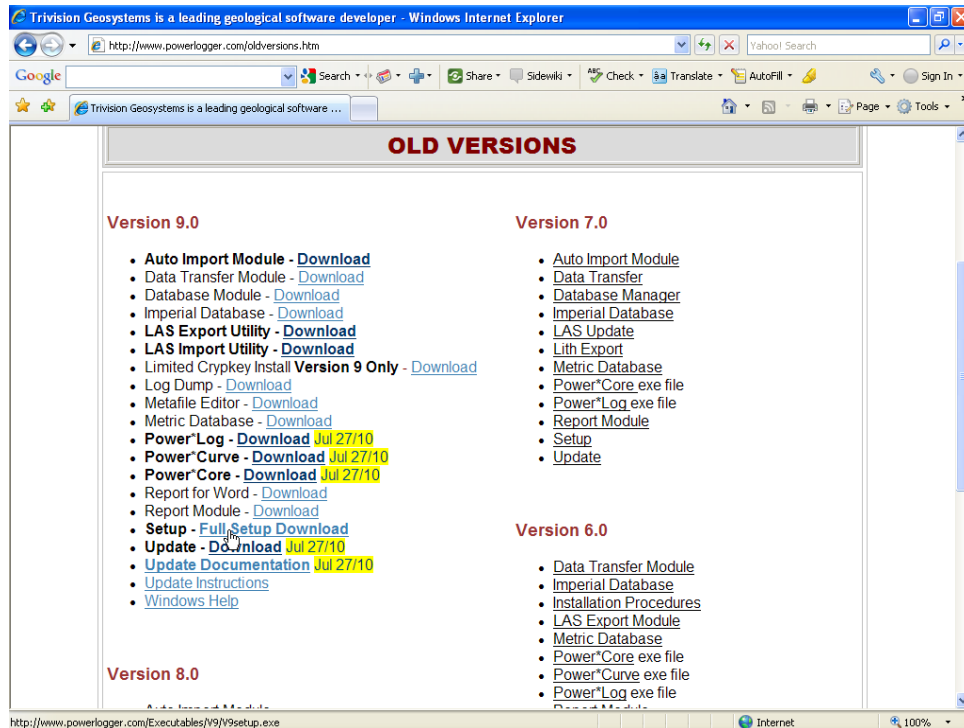 Trivision Geosystems is a leading geological software developer - Windows Internet Explorer
http://www.powerlogger.com/oldversions.htm
Yahoo! Search
Google
Search
Share
Sidewiki
Check
Translate
AutoFill
Sign In
Trivision Geosystems is a leading geological software ...
Page
Tools
OLD VERSIONS
Version 9.0
Auto Import Module - Download
Data Transfer Module - Download
Database Module - Download
Imperial Database - Download
LAS Export Utility - Download
LAS Import Utility - Download
Limited Crypkey Install Version 9 Only - Download
Log Dump - Download
Metafile Editor - Download
Metric Database - Download
Power*Log - Download Jul 27/10
Power*Curve - Download Jul 27/10
Power*Core - Download Jul 27/10
Report for Word - Download
Report Module - Download
Setup - Full Setup Download
Update - Download Jul 27/10
Update Documentation Jul 27/10
Update Instructions
Windows Help
Version 8.0
Version 7.0
Auto Import Module
Data Transfer
Database Manager
Imperial Database
LAS Update
Lith Export
Metric Database
Power*Core exe file
Power*Log exe file
Report Module
Setup
Update
Version 6.0
Data Transfer Module
Imperial Database
Installation Procedures
LAS Export Module
Metric Database
Power*Core exe file
Power*Curve exe file
Power*Log exe file
http://www.powerlogger.com/Executables/V9/V9setup.exe
Internet
100%